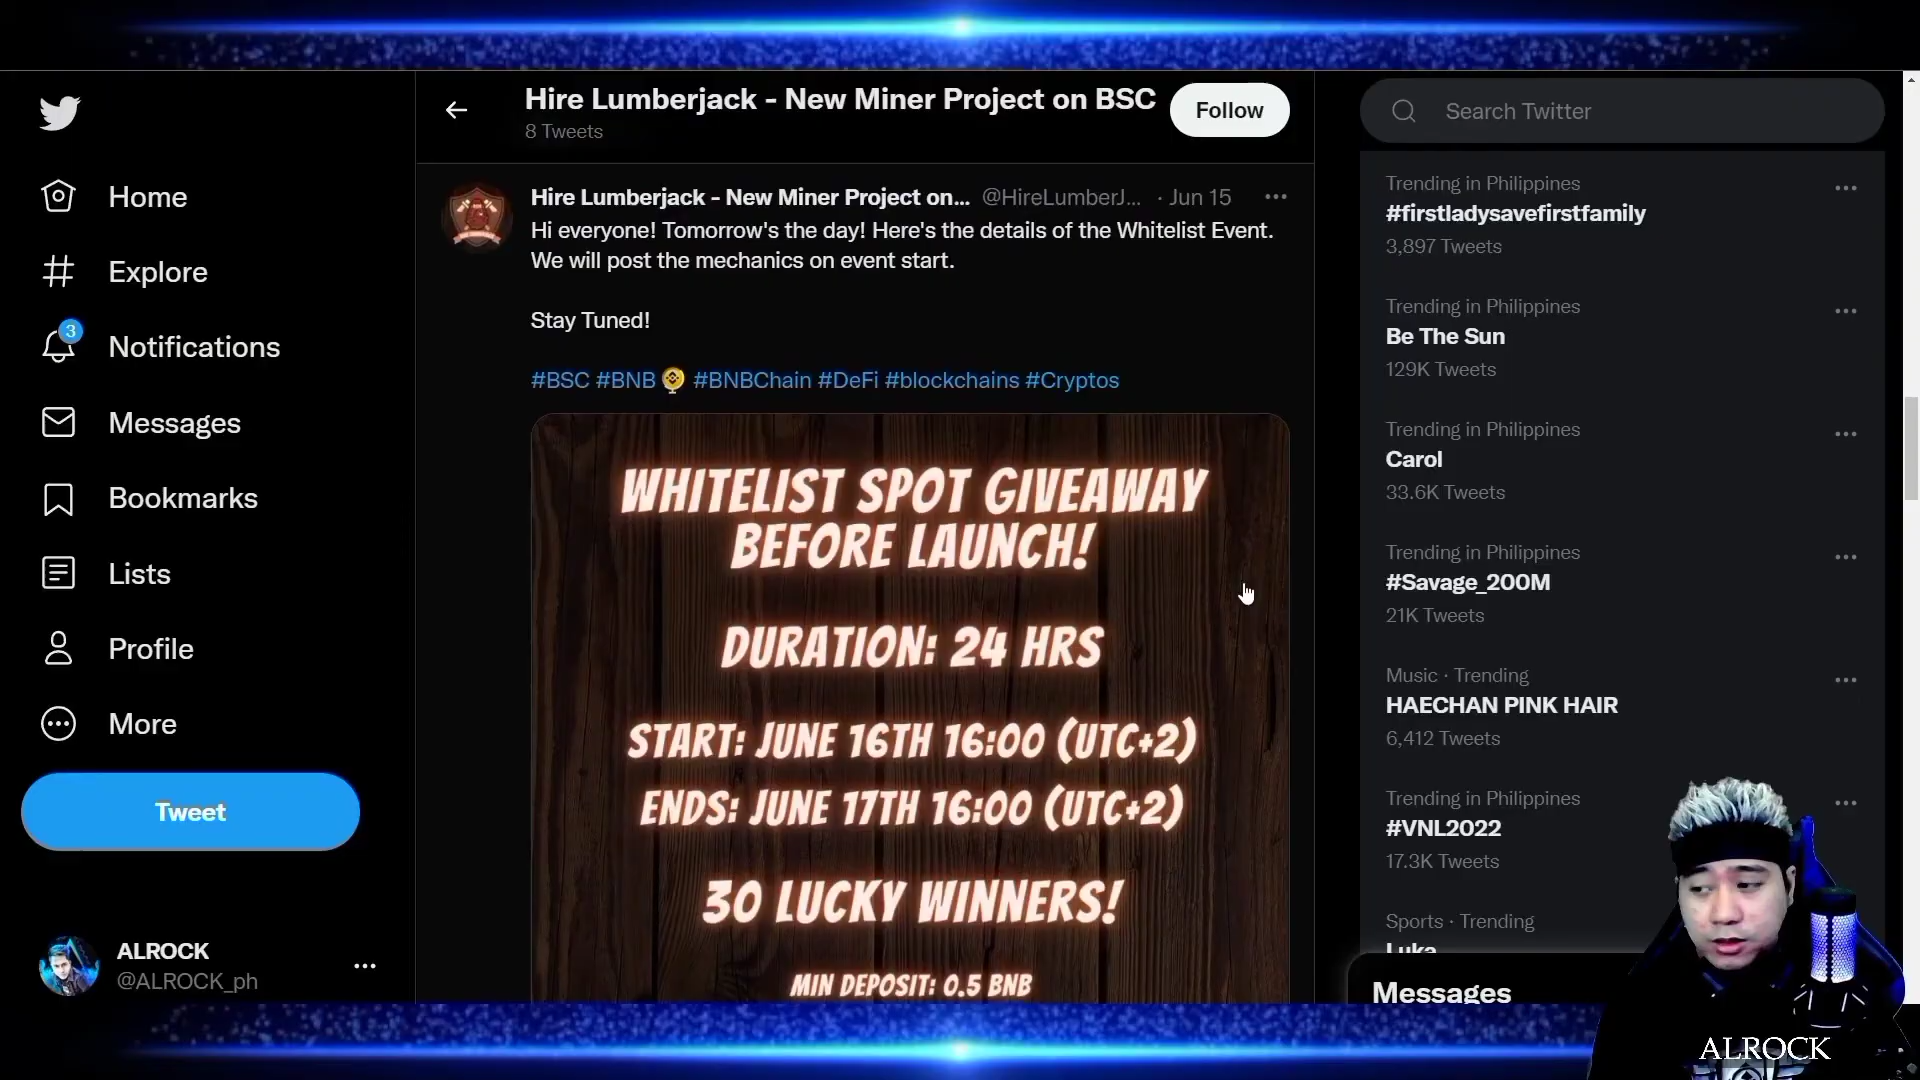 Home
Explore
3
Notifications
Messages
Bookmarks
Lists
Profile
More
Tweet
ALROCK
@ALROCK_ph
Hire Lumberjack - New Miner Project on BSC
8 Tweets
Follow
Hire Lumberjack - New Miner Project on... @HireLumberJ... · Jun 15
Hi everyone! Tomorrow's the day! Here's the details of the Whitelist Event.
We will post the mechanics on event start.
Stay Tuned!
#BSC #BNB #BNBChain #DeFi #blockchains #Cryptos
WHITELIST SPOT GIVEAWAY
BEFORE LAUNCH!
DURATION: 24 HRS
START: JUNE 16TH 16:00 (UTC+2)
ENDS: JUNE 17TH 16:00 (UTC+2)
30 LUCKY WINNERS!
MIN DEPOSIT: 0.5 BNB
Search Twitter
Trending in Philippines
#firstladysavefirstfamily
3,897 Tweets
Trending in Philippines
Be The Sun
129K Tweets
Trending in Philippines
Carol
33.6K Tweets
Trending in Philippines
#Savage_200M
21K Tweets
Music · Trending
HAECHAN PINK HAIR
6,412 Tweets
Trending in Philippines
#VNL2022
17.3K Tweets
Sports · Trending
Luka
Messages
ALROCK